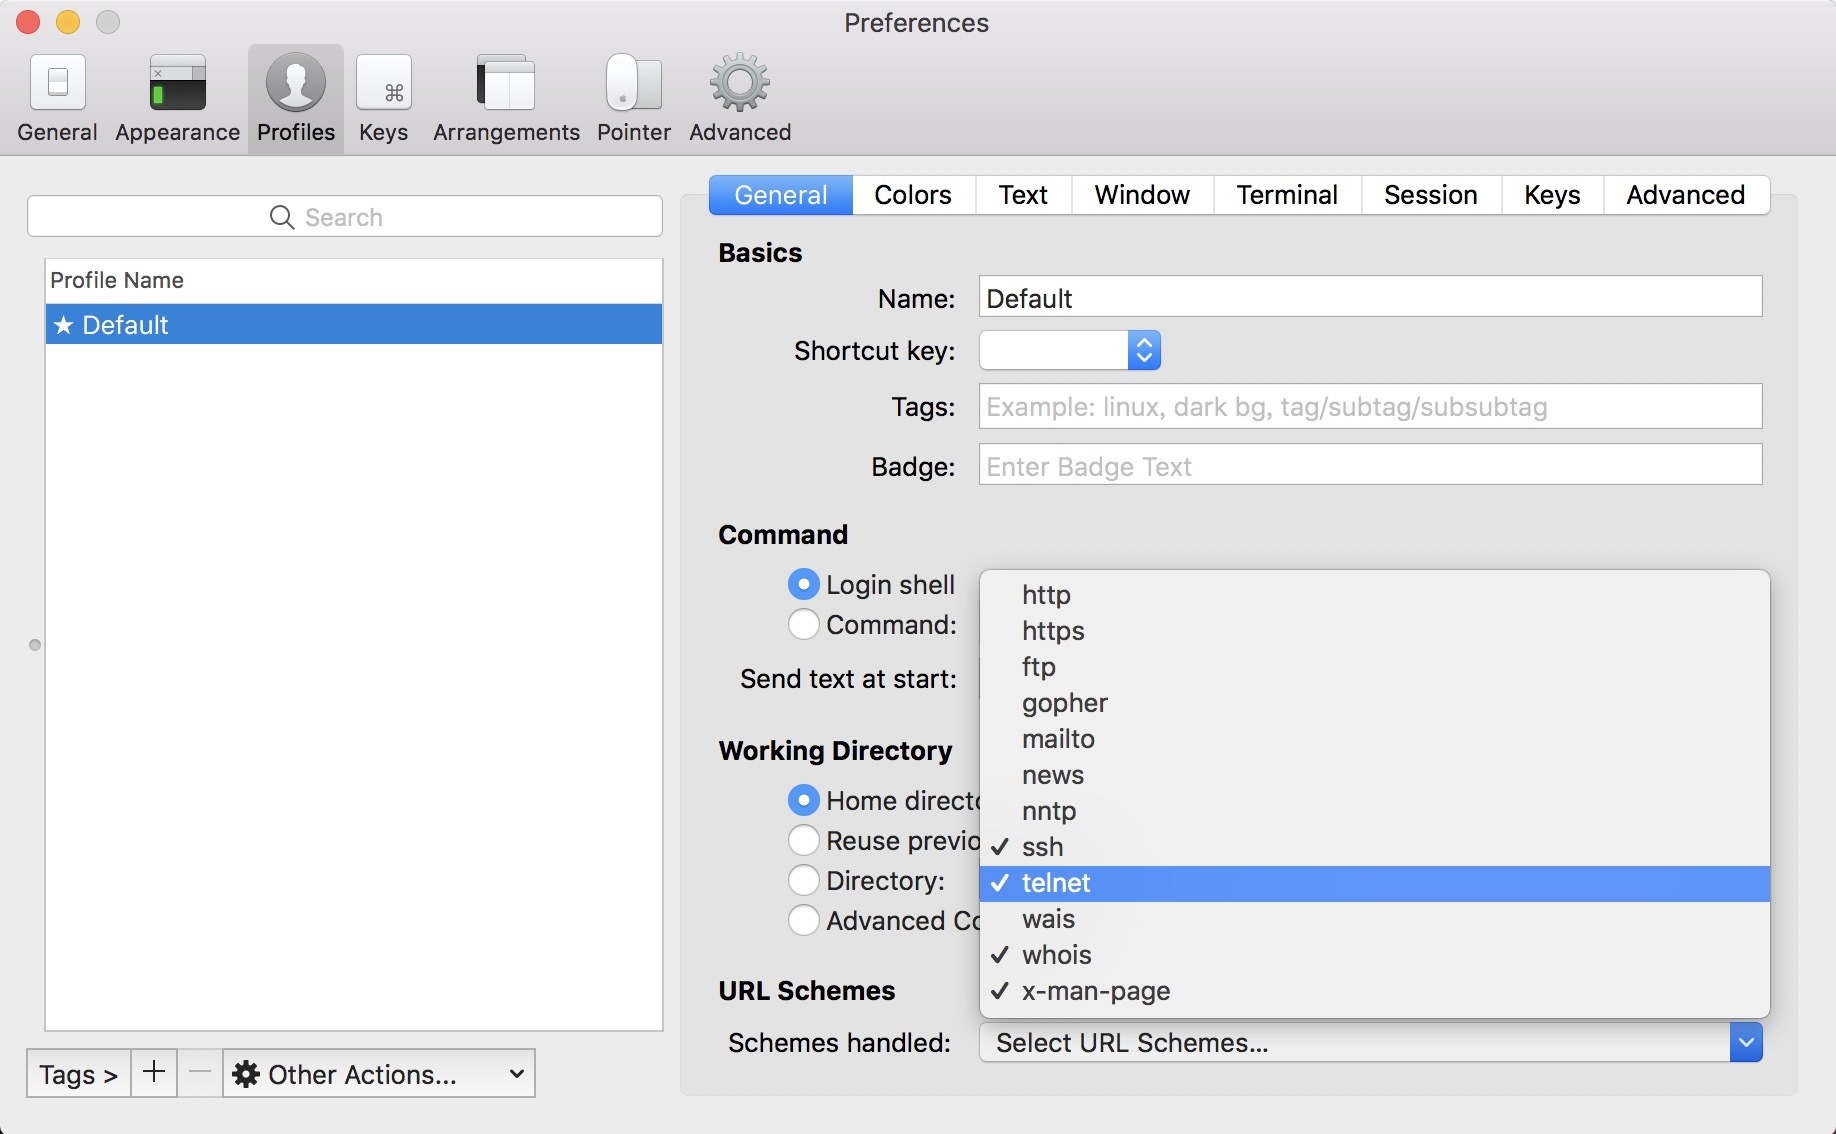 Preferences
General Appearance Profiles Keys Arrangements Pointer Advanced
Search
Profile Name
★ Default
Tags >
Other Actions...
General Colors Text Window Terminal Session Keys Advanced
Basics
Name: Default
Shortcut key:
Tags: Example: linux, dark bg, tag/subtag/subsubtag
Badge: Enter Badge Text
Command
Login shell
Command:
Send text at start:
Working Directory
Home directo
Reuse previo
Directory:
Advanced Co
http
https
ftp
gopher
mailto
news
nntp
✓ ssh
✓ telnet
wais
✓ whois
✓ x-man-page
URL Schemes
Schemes handled: Select URL Schemes...